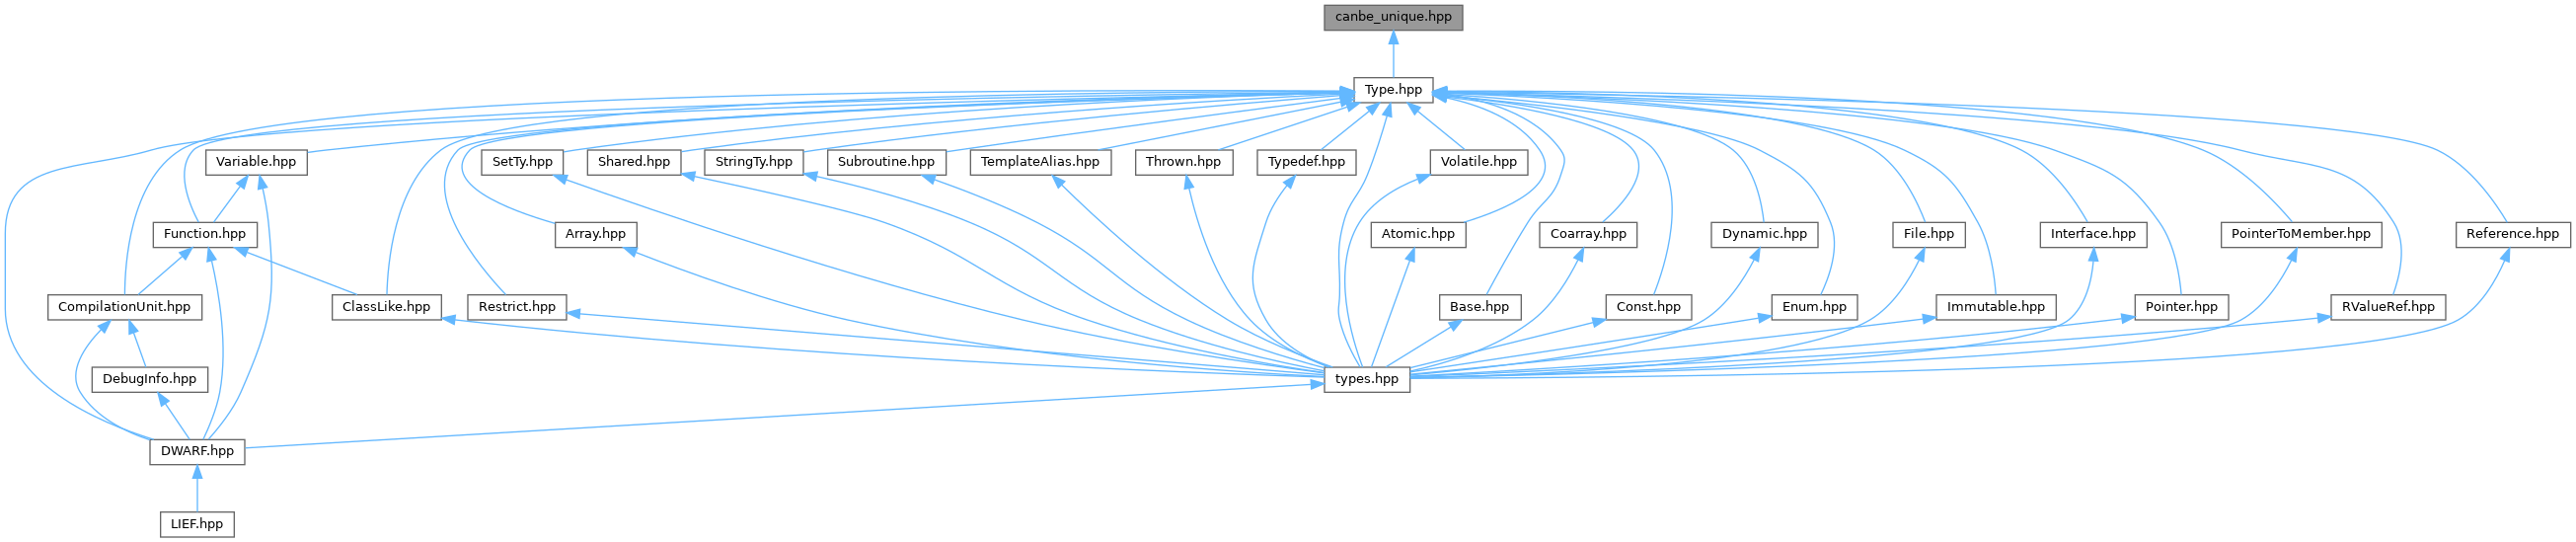 canbe_unique.hpp
Type.hpp
Variable.hpp
SetTy.hpp
Shared.hpp
StringTy.hpp
Subroutine.hpp
TemplateAlias.hpp
Thrown.hpp
Typedef.hpp
Volatile.hpp
Function.hpp
Array.hpp
Atomic.hpp
Coarray.hpp
Dynamic.hpp
File.hpp
Interface.hpp
PointerToMember.hpp
Reference.hpp
CompilationUnit.hpp
ClassLike.hpp
Restrict.hpp
Base.hpp
Const.hpp
Enum.hpp
Immutable.hpp
Pointer.hpp
RValueRef.hpp
DebugInfo.hpp
types.hpp
DWARF.hpp
LIEF.hpp